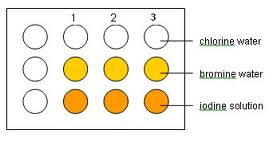 1 2 3
chlorine water
bromine water
iodine solution